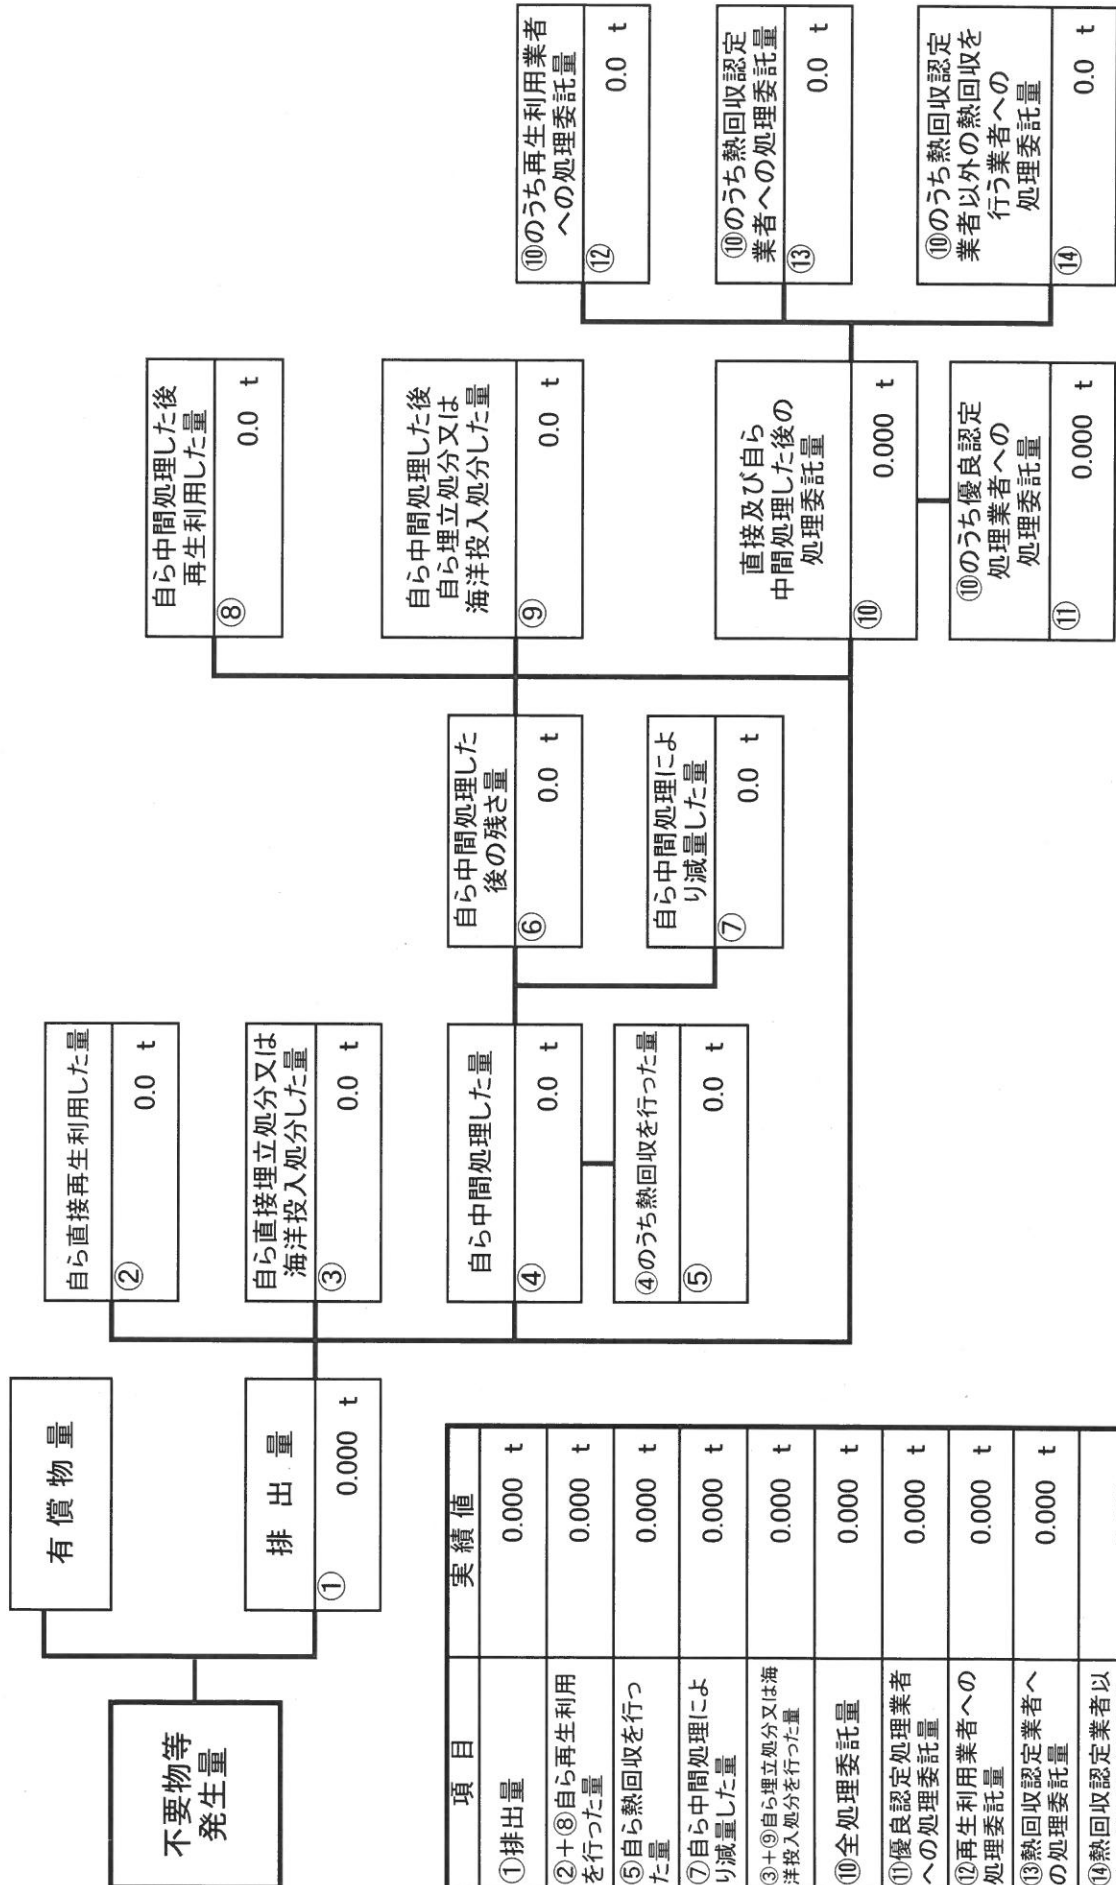 不要物等
発生量
有償物量
排出量
①
0.000 t
自ら直接再生利用した量
②
0.0 t
自ら直接埋立処分又は
海洋投入処分した量
③
0.0 t
自ら中間処理した量
④
0.0 t
④のうち熱回収を行った量
⑤
0.0 t
自ら中間処理した
後の残さ量
⑥
0.0 t
自ら中間処理によ
り減量した量
⑦
0.0 t
自ら中間処理した後
再生利用した量
⑧
0.0 t
自ら中間処理した後
自ら埋立処分又は
海洋投入処分した量
⑨
0.0 t
直接及び自ら
中間処理した後の
処理委託量
⑩
0.000 t
⑩のうち優良認定
処理業者への
処理委託量
⑪
0.000 t
⑩のうち再生利用業者
への処理委託量
⑫
0.0 t
⑩のうち熱回収認定
業者への処理委託量
⑬
0.0 t
⑩のうち熱回収認定
業者以外の熱回収を
行う業者への
処理委託量
⑭
0.0 t
項目 実績値
①排出量 0.000 t
②+⑧自ら再生利用
を行った量 0.000 t
⑤自ら熱回収を行っ
た量 0.000 t
⑦自ら中間処理によ
り減量した量 0.000 t
③+⑨自ら埋立処分又は海
洋投入処分を行った量 0.000 t
⑩全処理委託量 0.000 t
⑪優良認定処理業者
への処理委託量 0.000 t
⑫再生利用業者への
処理委託量 0.000 t
⑬熱回収認定業者へ
の処理委託量 0.000 t
⑭熱回収認定業者以